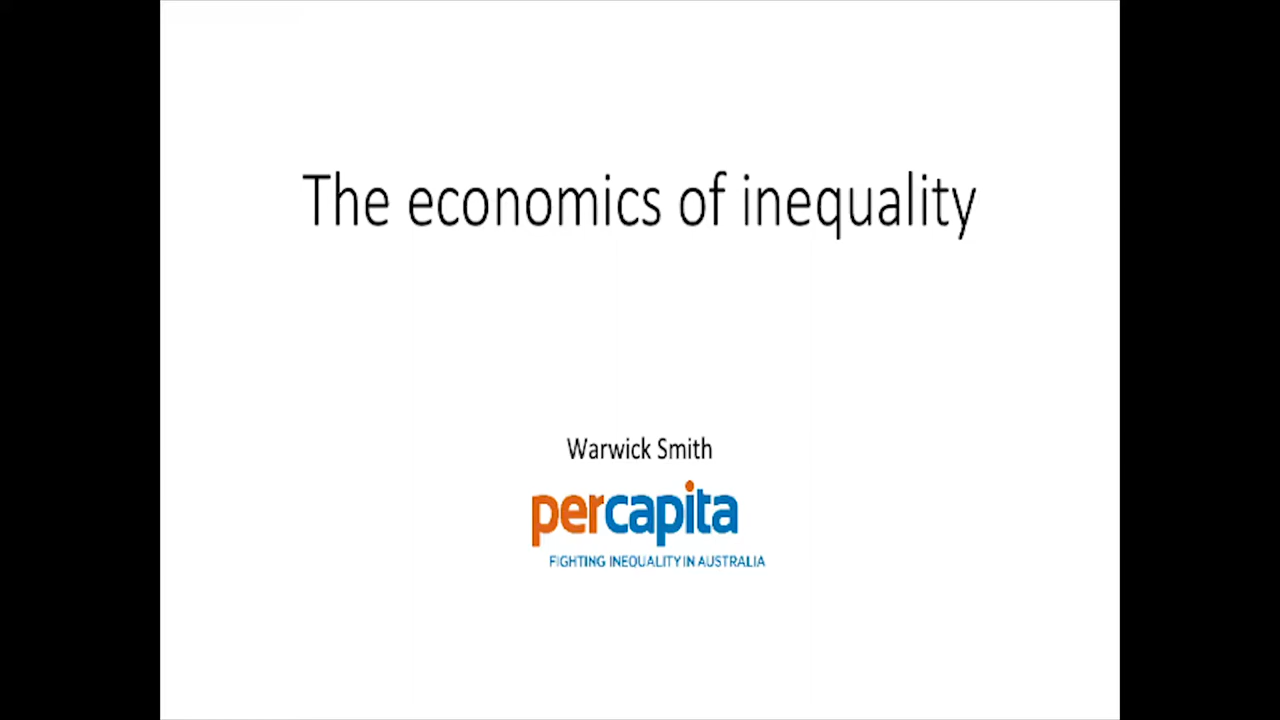 The economics of inequality
Warwick Smith
percapita
FIGHTING INEQUALITY IN AUSTRALIA